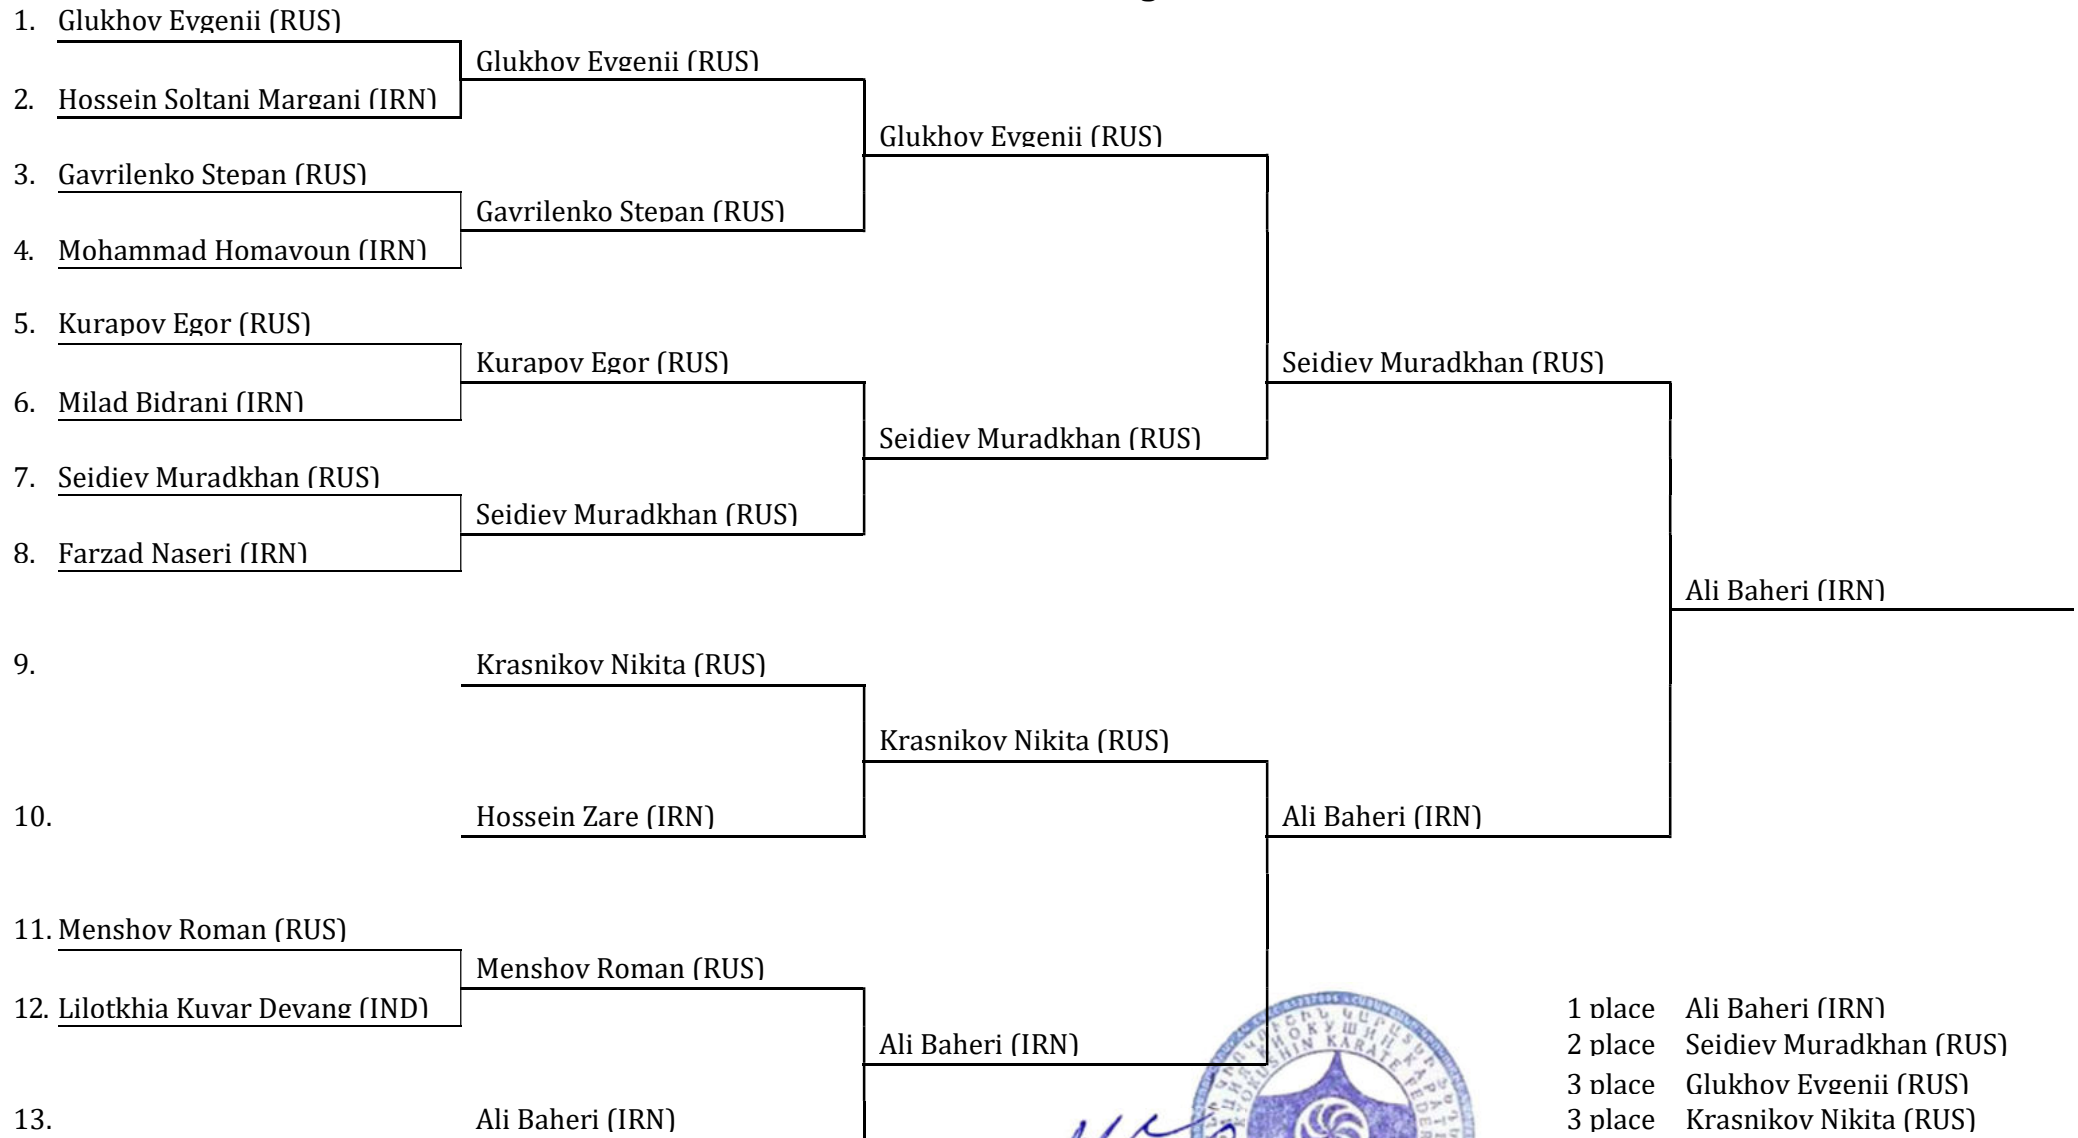 1. Glukhov Evgenii (RUS)
Glukhov Evgenii (RUS)
2. Hossein Soltani Margani (IRN)
Glukhov Evgenii (RUS)
3. Gavrilenko Stepan (RUS)
Gavrilenko Stepan (RUS)
4. Mohammad Homayoun (IRN)
5. Kurapov Egor (RUS)
Kurapov Egor (RUS)
Seidiev Muradkhan (RUS)
6. Milad Bidrani (IRN)
Seidiev Muradkhan (RUS)
7. Seidiev Muradkhan (RUS)
Seidiev Muradkhan (RUS)
8. Farzad Naseri (IRN)
Ali Baheri (IRN)
9. Krasnikov Nikita (RUS)
Krasnikov Nikita (RUS)
10. Hossein Zare (IRN)
Ali Baheri (IRN)
11. Menshov Roman (RUS)
Menshov Roman (RUS)
12. Lilotkhia Kuvar Devang (IND)
Ali Baheri (IRN)
13. Ali Baheri (IRN)
1 place Ali Baheri (IRN)
2 place Seidiev Muradkhan (RUS)
3 place Glukhov Evgenii (RUS)
3 place Krasnikov Nikita (RUS)
KYOKUSHIN KARATE